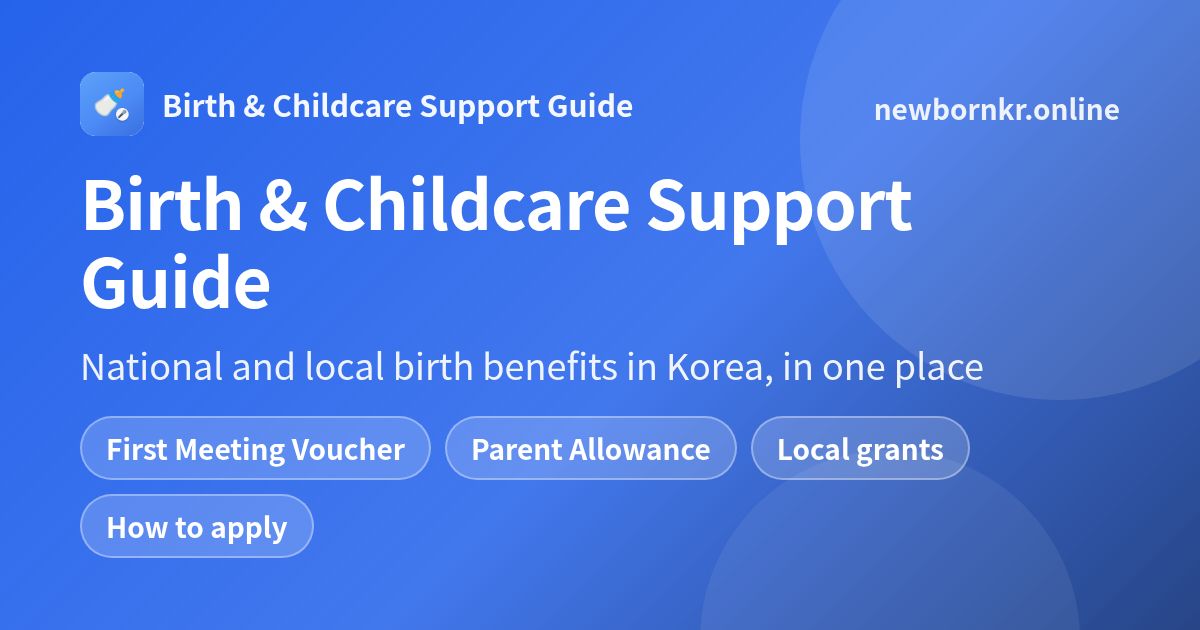 Birth & Childcare Support Guide
newbornkr.online
Birth & Childcare Support
Guide
National and local birth benefits in Korea, in one place
First Meeting Voucher
Parent Allowance
Local grants
How to apply